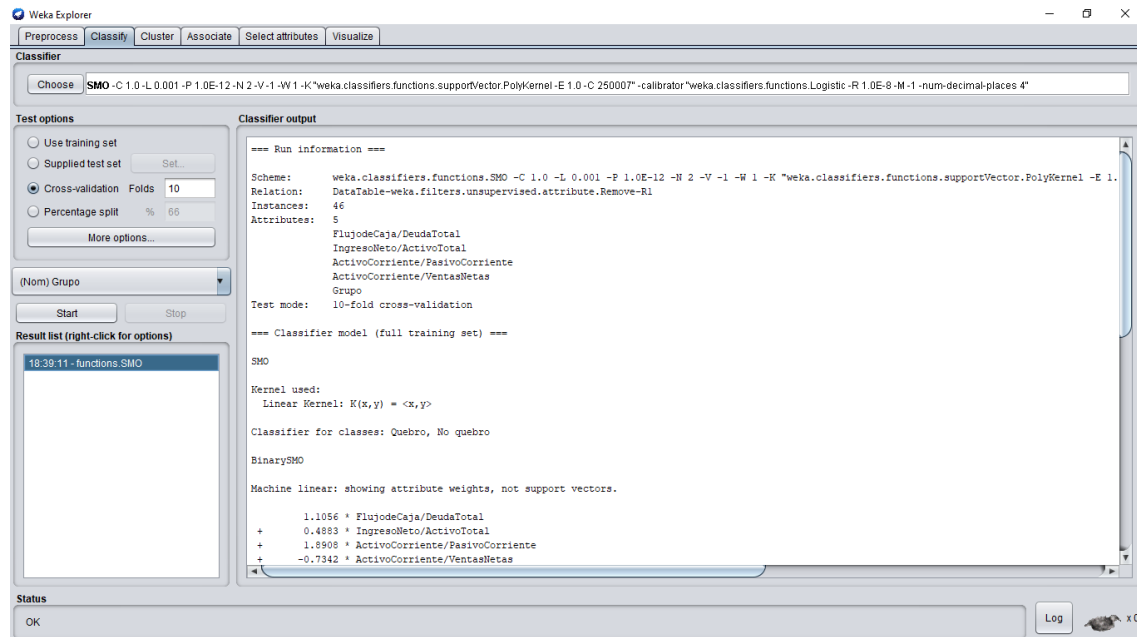 Weka Explorer
Preprocess Classify Cluster Associate Select attributes Visualize
Classifier
Choose SMO -C 1.0 -L 0.001 -P 1.0E-12 -N 2 -V -1 -W 1 -K "weka.classifiers.functions.supportVector.PolyKernel -E 1.0 -C 250007" -calibrator "weka.classifiers.functions.Logistic -R 1.0E-8 -M -1 -num-decimal-places 4"
Test options
Use training set
Supplied test set Set...
Cross-validation Folds 10
Percentage split % 66
More options...
(Nom) Grupo
Start Stop
Result list (right-click for options)
18:39:11 - functions.SMO
Classifier output
=== Run information ===
Scheme: weka.classifiers.functions.SMO -C 1.0 -L 0.001 -P 1.0E-12 -N 2 -V -1 -W 1 -K "weka.classifiers.functions.supportVector.PolyKernel -E 1.
Relation: DataTable-weka.filters.unsupervised.attribute.Remove-R1
Instances: 46
Attributes: 5
FlujodeCaja/DeudaTotal
IngresoNeto/ActivoTotal
ActivoCorriente/PasivoCorriente
ActivoCorriente/VentasNetas
Grupo
Test mode: 10-fold cross-validation
=== Classifier model (full training set) ===
SMO
Kernel used:
Linear Kernel: K(x,y) = <x,y>
Classifier for classes: Quebro, No quebro
BinarySMO
Machine linear: showing attribute weights, not support vectors.
1.1056 * FlujodeCaja/DeudaTotal
+ 0.4883 * IngresoNeto/ActivoTotal
+ 1.8908 * ActivoCorriente/PasivoCorriente
+ -0.7342 * ActivoCorriente/VentasNetas
Status
OK
Log
x 0